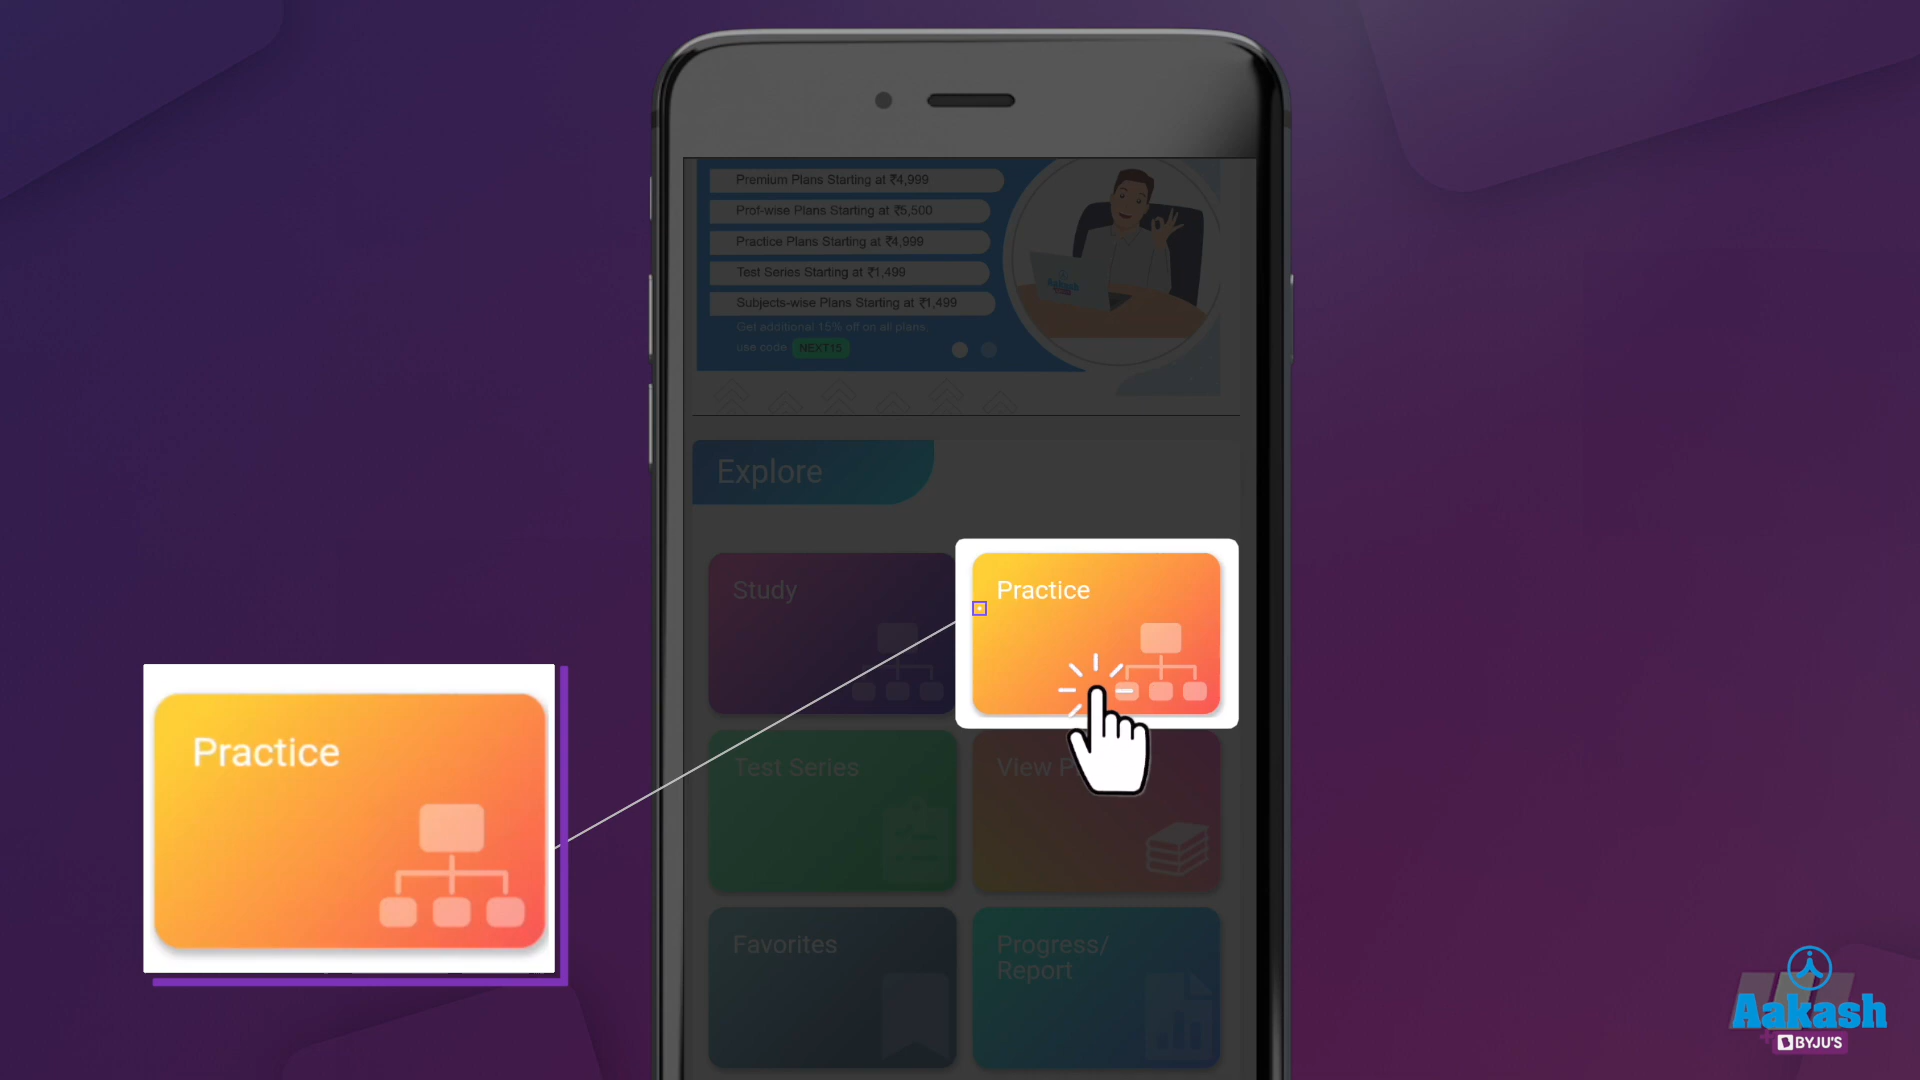 Premium Plans Starting at ₹4,999
Prof-wise Plans Starting at ₹5,500
Practice Plans Starting at ₹4,999
Test Series Starting at ₹1,499
Subjects-wise Plans Starting at ₹1,499
Get additional 15% off on all plans,
use code NEXT15
Aakash
Explore
Study
Practice
Test Series
View P
Favorites
Progress/
Report
Practice
Aakash
+ BYJU'S